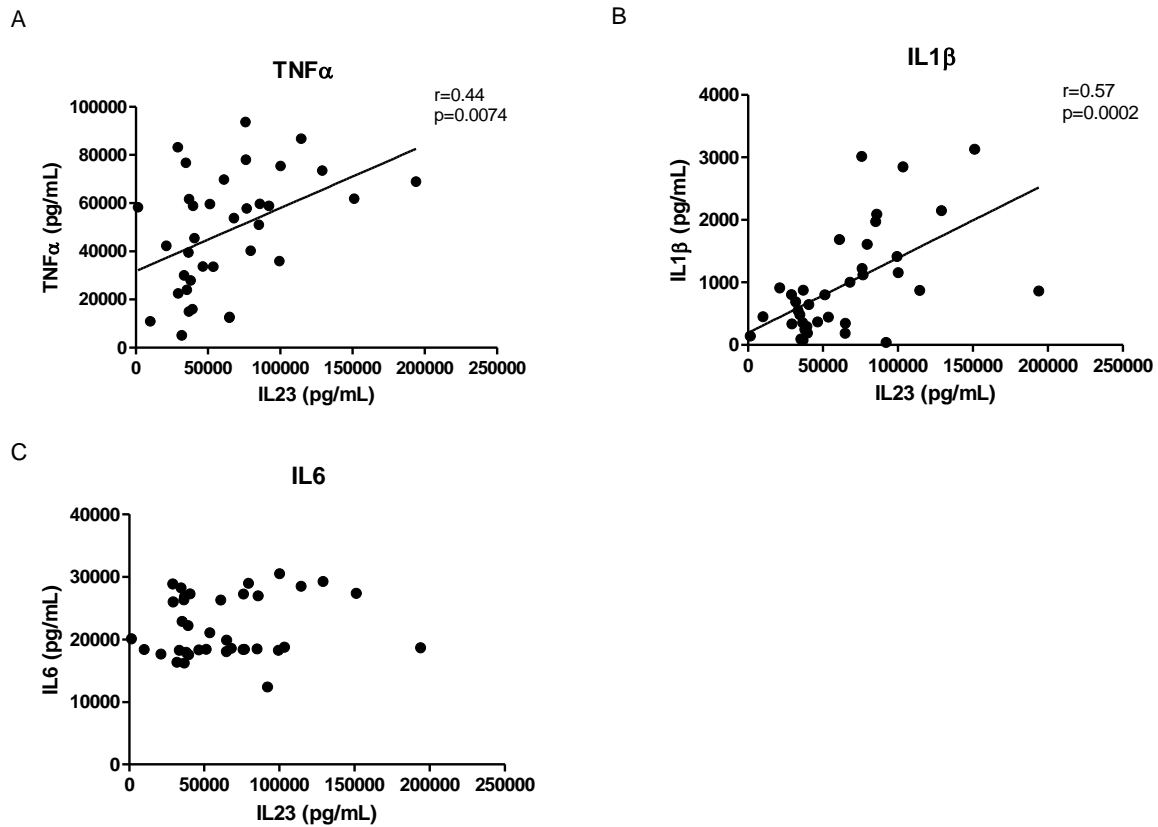 A
TNFα
r=0.44
p=0.0074
TNFα (pg/mL)
100000
80000
60000
40000
20000
0
0 50000 100000 150000 200000 250000
IL23 (pg/mL)
B
IL1β
r=0.57
p=0.0002
IL1β (pg/mL)
4000
3000
2000
1000
0
0 50000 100000 150000 200000 250000
IL23 (pg/mL)
C
IL6
IL6 (pg/mL)
40000
30000
20000
10000
0
0 50000 100000 150000 200000 250000
IL23 (pg/mL)